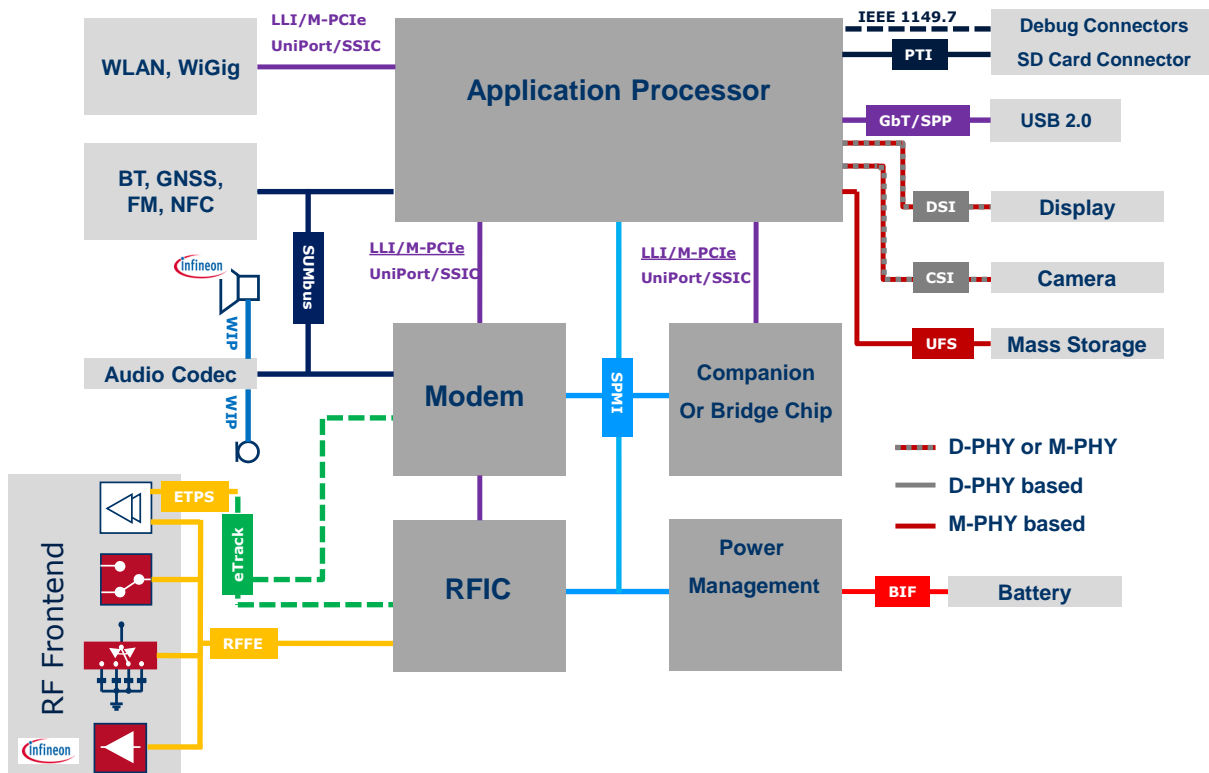 LLI/M-PCIe
UniPort/SSIC
WLAN, WiGig
Application Processor
IEEE 1149.7
Debug Connectors
PTI
SD Card Connector
GbT/SPP
USB 2.0
BT, GNSS,
FM, NFC
DSI
Display
SUMbus
LLI/M-PCIe
UniPort/SSIC
LLI/M-PCIe
UniPort/SSIC
CSI
Camera
infineon
WIP
UFS
Mass Storage
Audio Codec
WIP
Modem
SPMI
Companion
Or Bridge Chip
D-PHY or M-PHY
D-PHY based
M-PHY based
ETPS
eTrack
RF Frontend
RFIC
Power
Management
BIF
Battery
RFFE
infineon